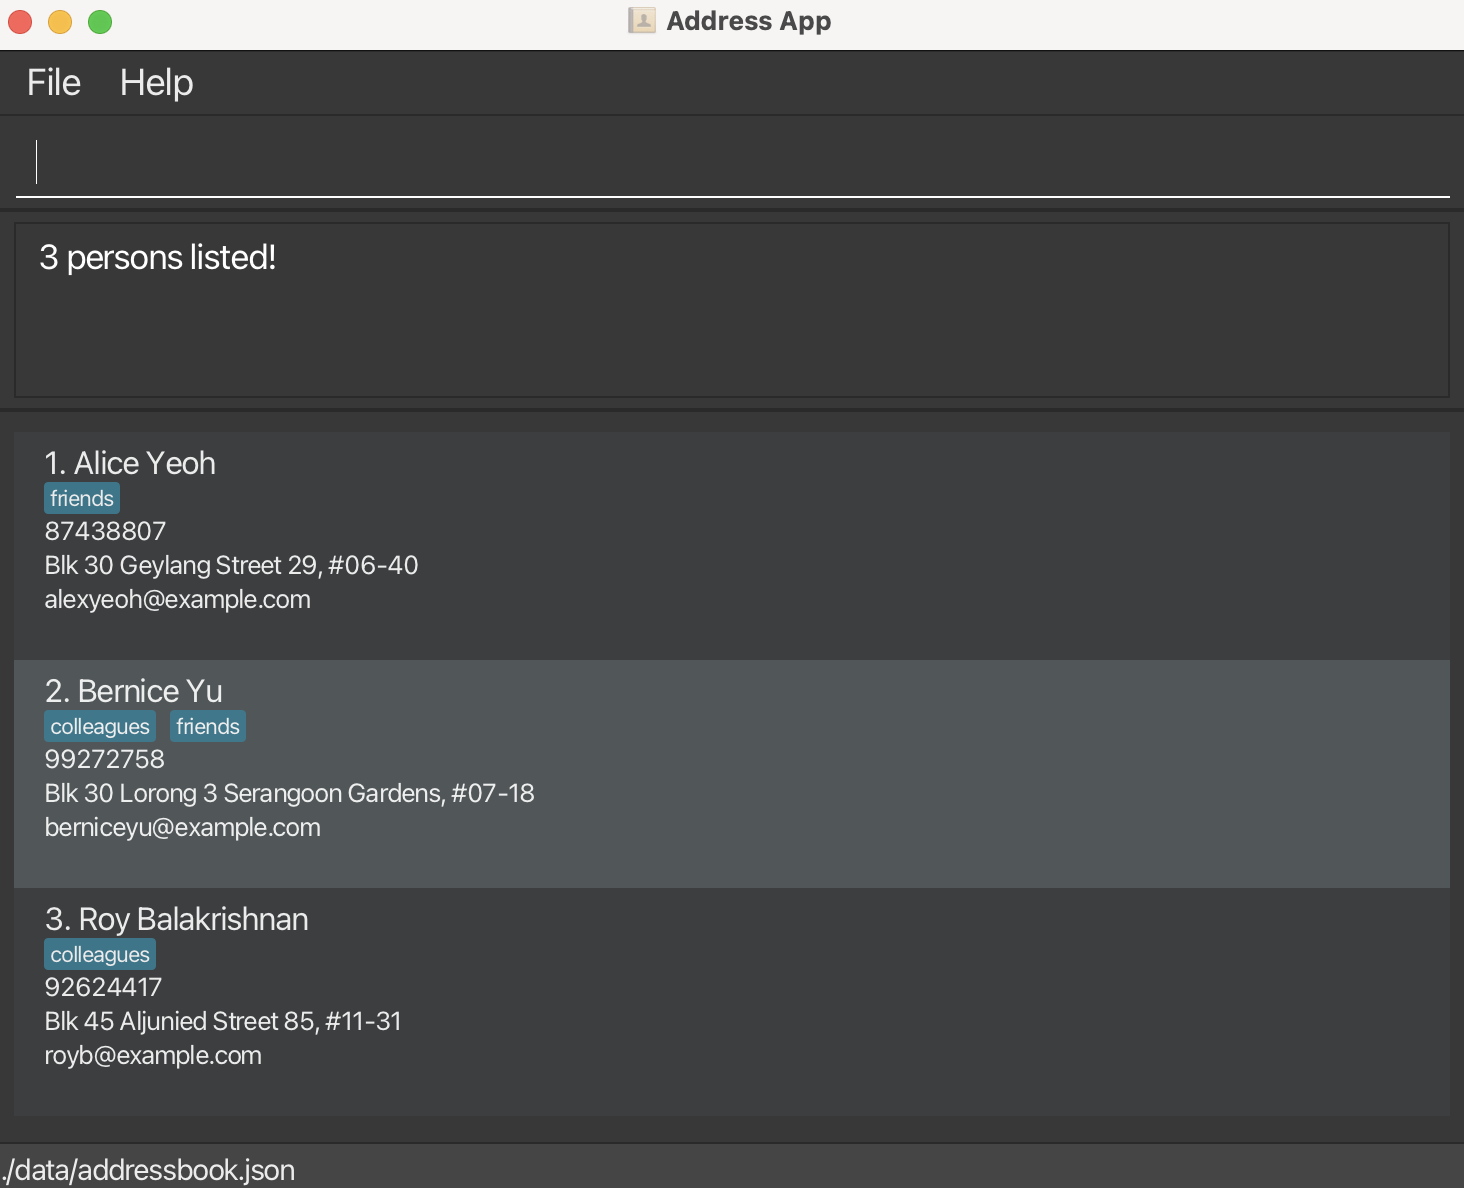 Address App
File Help
3 persons listed!
1. Alice Yeoh
friends
87438807
Blk 30 Geylang Street 29, #06-40
alexyeoh@example.com
2. Bernice Yu
colleagues friends
99272758
Blk 30 Lorong 3 Serangoon Gardens, #07-18
berniceyu@example.com
3. Roy Balakrishnan
colleagues
92624417
Blk 45 Aljunied Street 85, #11-31
royb@example.com
./data/addressbook.json